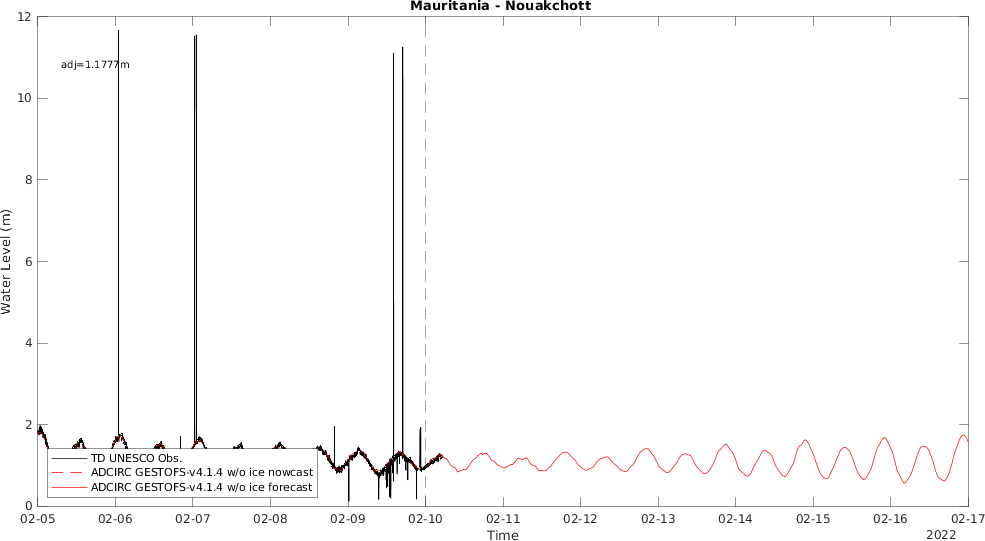 Mauritania - Nouakchott
12
10
8
6
4
2
0
Water Level (m)
adj=1.1777m
TD UNESCO Obs.
ADCIRC GESTOFS-v4.1.4 w/o ice nowcast
ADCIRC GESTOFS-v4.1.4 w/o ice forecast
02-05 02-06 02-07 02-08 02-09 02-10 02-11 02-12 02-13 02-14 02-15 02-16 02-17
Time
2022